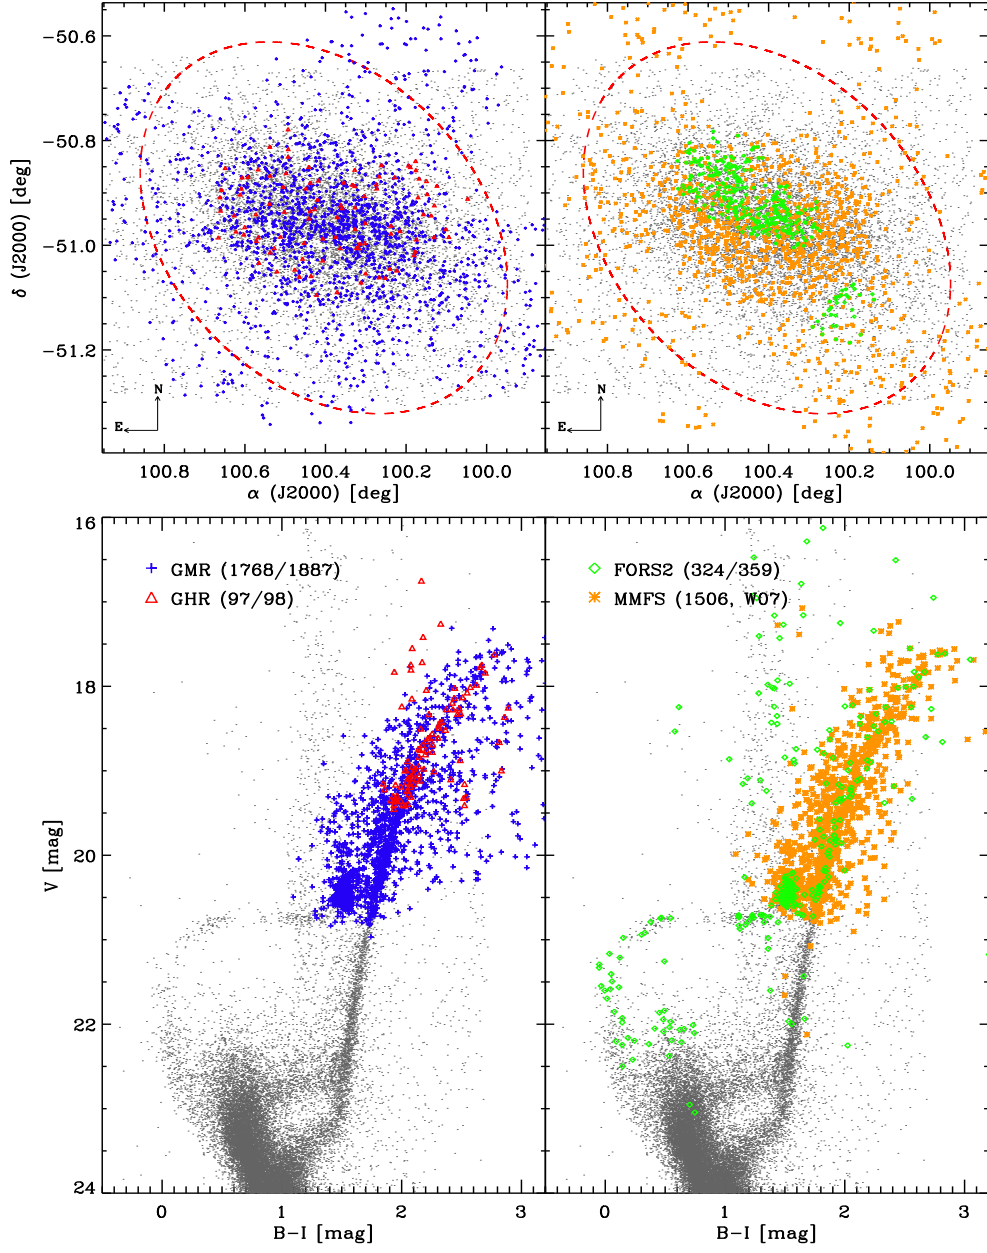 −50.6
−50.8
−51.0
−51.2
δ (J2000) [deg]
N
E
N
E
100.8 100.6 100.4 100.2 100.0
100.8 100.6 100.4 100.2 100.0
α (J2000) [deg]
α (J2000) [deg]
16
18
20
22
24
V [mag]
GMR (1768/1887)
GHR (97/98)
FORS2 (324/359)
MMFS (1506, W07)
0 1 2 3
0 1 2 3
B−I [mag]
B−I [mag]